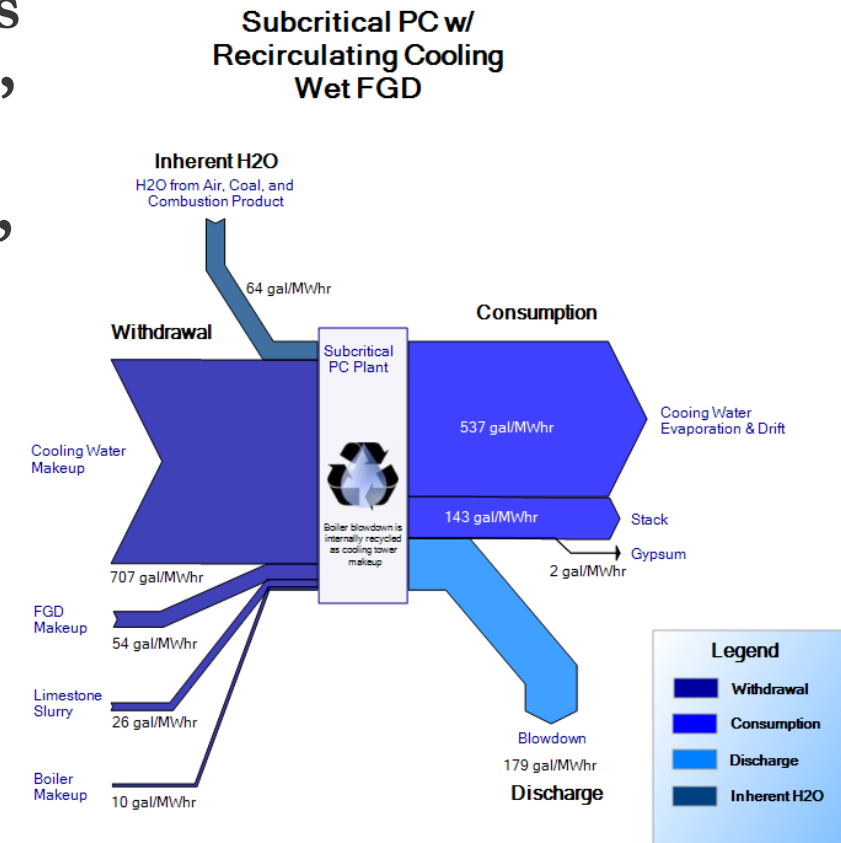 s
,
,
Subcritical PC w/
Recirculating Cooling
Wet FGD
Inherent H2O
H2O from Air, Coal, and
Combustion Product
64 gal/MWhr
Withdrawal
Consumption
Subcritical
PC Plant
Cooling Water
Makeup
537 gal/MWhr
Cooing Water
Evaporation & Drift
Boiler blowdown is
internally recycled
as cooling tower
makeup
143 gal/MWhr
Stack
Gypsum
2 gal/MWhr
707 gal/MWhr
FGD
Makeup
54 gal/MWhr
Limestone
Slurry
26 gal/MWhr
Boiler
Makeup
10 gal/MWhr
Blowdown
179 gal/MWhr
Discharge
Legend
Withdrawal
Consumption
Discharge
Inherent H2O